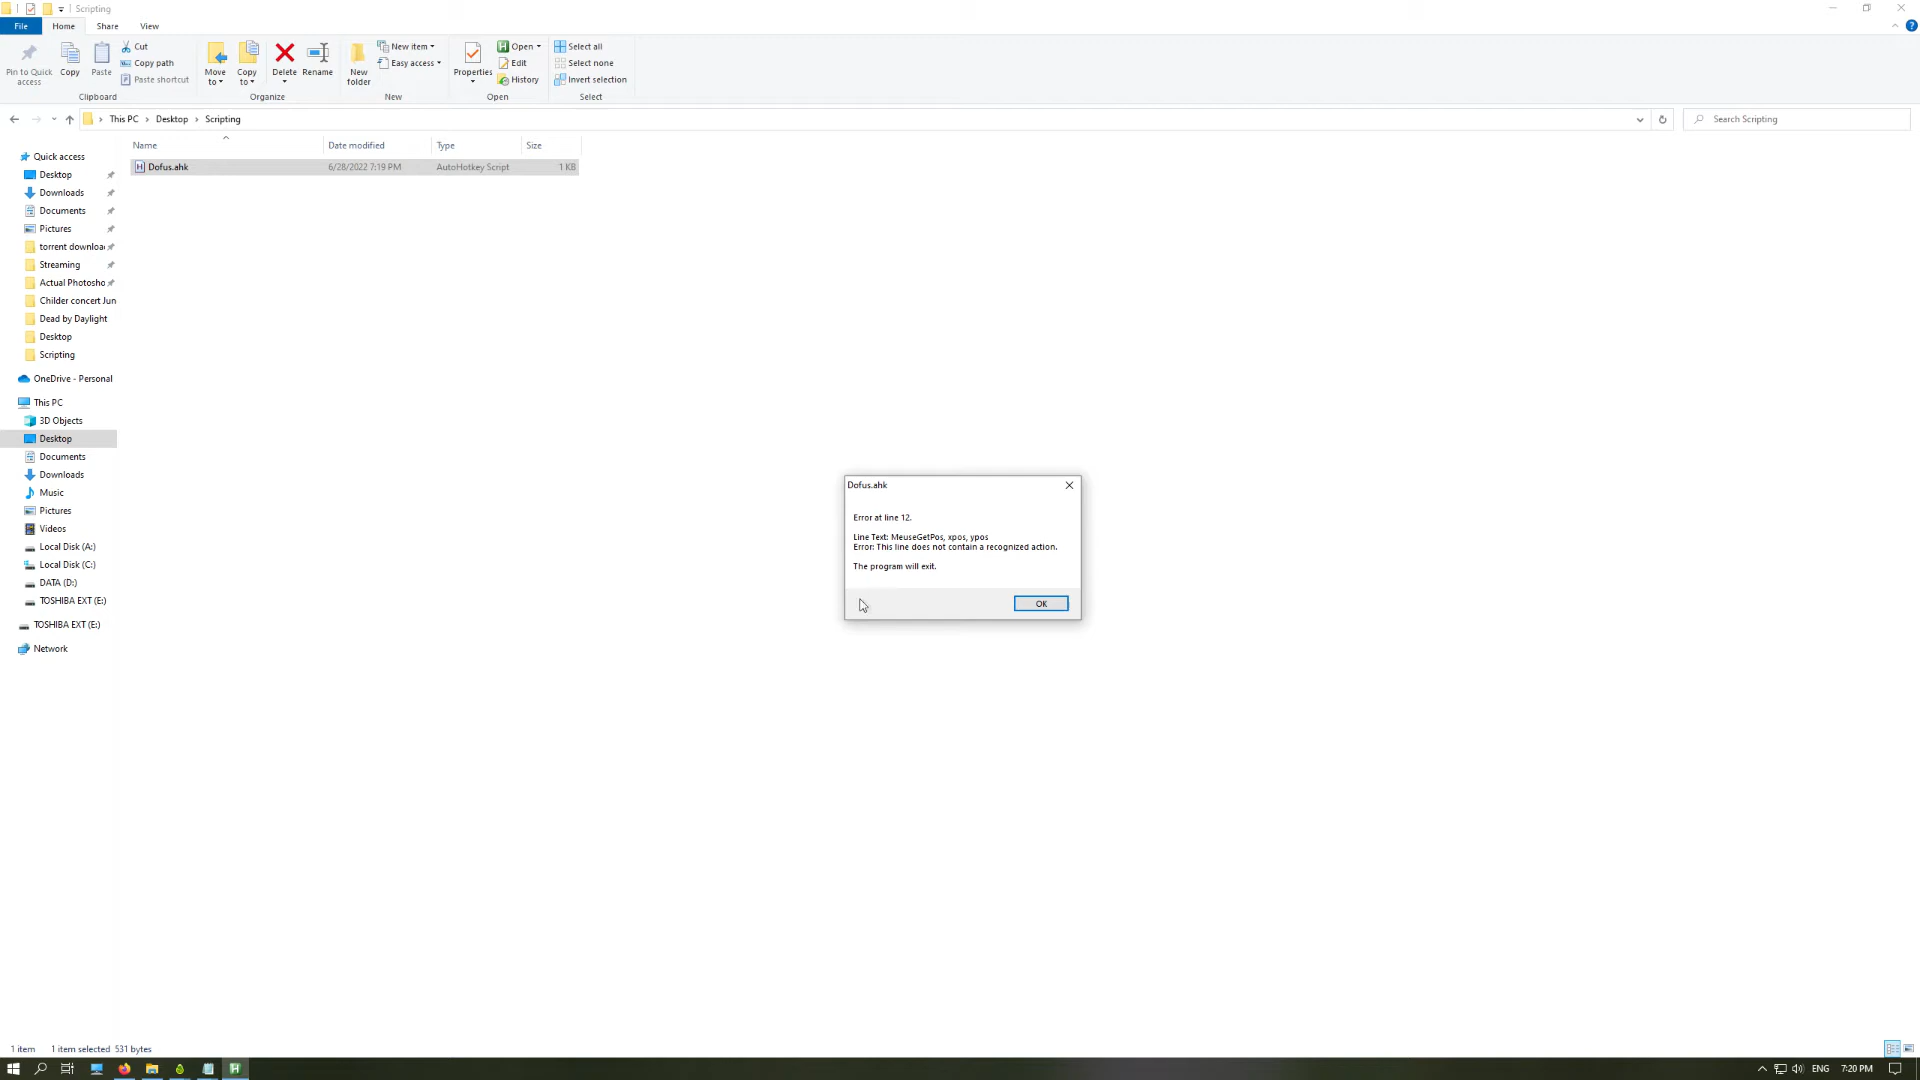 Scripting
File
Home
Share
View
Pin to Quick access
Copy
Paste
Cut
Copy path
Paste shortcut
Clipboard
Move to
Copy to
Delete
Rename
Organize
New folder
New item
Easy access
New
Properties
Open
Edit
History
Open
Select all
Select none
Invert selection
Select
This PC > Desktop > Scripting
Search Scripting
Name
Date modified
Type
Size
Dofus.ahk
6/28/2022 7:19 PM
AutoHotkey Script
1 KB
Quick access
Desktop
Downloads
Documents
Pictures
torrent downloa
Streaming
Actual Photosho
Childer concert Jun
Dead by Daylight
Desktop
Scripting
OneDrive - Personal
This PC
3D Objects
Desktop
Documents
Downloads
Music
Pictures
Videos
Local Disk (A:)
Local Disk (C:)
DATA (D:)
TOSHIBA EXT (E:)
TOSHIBA EXT (E:)
Network
Dofus.ahk
Error at line 12.
Line Text: MeuseGetPos, xpos, ypos
Error: This line does not contain a recognized action.
The program will exit.
OK
1 item
1 item selected 531 bytes
ENG
7:20 PM